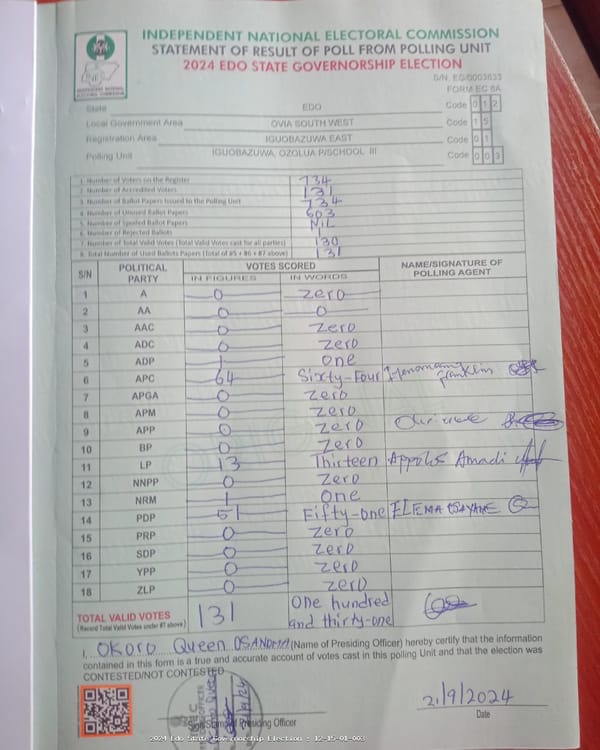 INDEPENDENT NATIONAL ELECTORAL COMMISSION
STATEMENT OF RESULT OF POLL FROM POLLING UNIT
2024 EDO STATE GOVERNORSHIP ELECTION
S/N: EG/0003633
FORM EC 8A
State EDO Code 0 1 2
Local Government Area OVIA SOUTH WEST Code 1 5
Registration Area IGUOBAZUWA EAST Code 0 1
Polling Unit IGUOBAZUWA, OZOLUA P/SCHOOL III Code 0 0 3
1. Number of Voters on the Register 734
2. Number of Accredited Voters 131
3. Number of Ballot Papers Issued to the Polling Unit 734
4. Number of Unused Ballot Papers 603
5. Number of Spoiled Ballot Papers NIL
6. Number of Rejected Ballots 1
7. Number of Total Valid Votes (Total Valid Votes cast for all parties) 130
8. Total Number of Used Ballots Papers (Total of #5 + #6 + #7 above) 131
S/N POLITICAL PARTY VOTES SCORED NAME/SIGNATURE OF POLLING AGENT
IN FIGURES IN WORDS
1 A 0 Zero
2 AA 0 0
3 AAC 0 Zero
4 ADC 0 Zero
5 ADP 1 one
6 APC 64 Sixty-Four Franklin
7 APGA 0 Zero
8 APM 0 Zero
9 APP 0 Zero
10 BP 0 Zero
11 LP 13 Thirteen Appolos Amadi
12 NNPP 0 Zero
13 NRM 1 one
14 PDP 51 Fifty-one ELEMA OSAYANE
15 PRP 0 Zero
16 SDP 0 Zero
17 YPP 0 Zero
18 ZLP 0 Zero
TOTAL VALID VOTES 131 One hundred
(Record Total Valid Votes under #7 above) and thirty-one
I, OKORO Queen (Name of Presiding Officer) hereby certify that the information
contained in this form is a true and accurate account of votes cast in this polling Unit and that the election was
CONTESTED/NOT CONTESTED
21/9/2024
Presiding Officer Date
2024 Edo State Governorship Election : 12-15-01-003